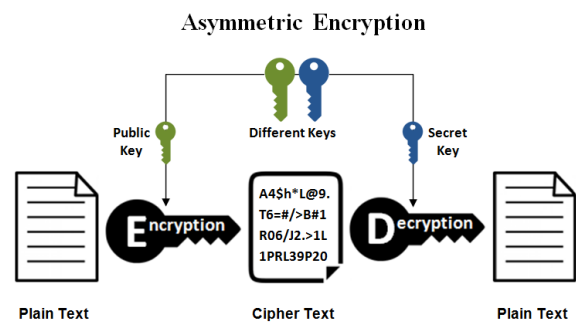 Asymmetric Encryption
Public
Key
Different Keys
Secret
Key
Encryption
A4$h*L@9.
T6=#/>B#1
R06/J2.>1L
1PRL39P20
Decryption
Plain Text
Cipher Text
Plain Text